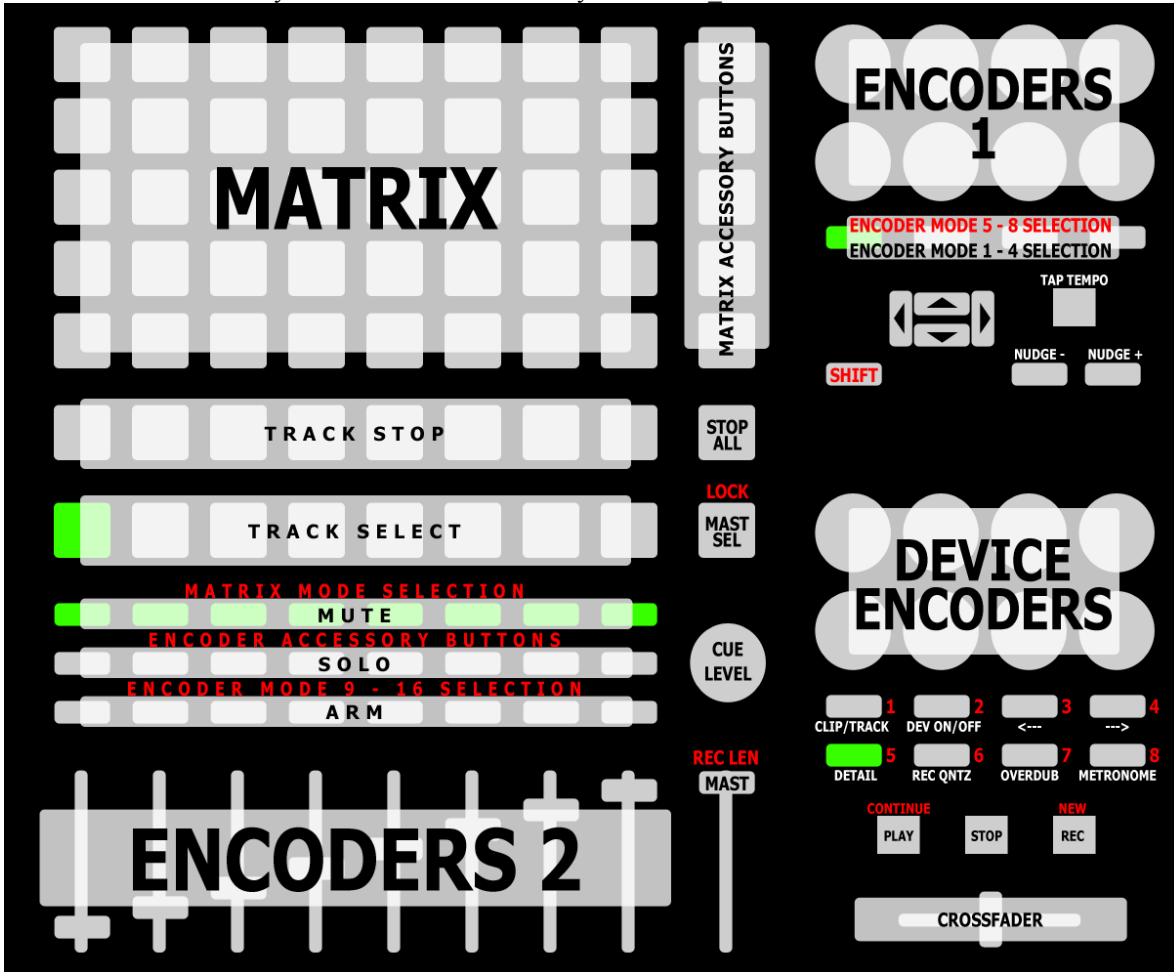 MATRIX
MATRIX ACCESSORY BUTTONS
ENCODERS
1
ENCODER MODE 5 - 8 SELECTION
ENCODER MODE 1 - 4 SELECTION
TAP TEMPO
NUDGE -
NUDGE +
SHIFT
TRACK STOP
STOP
ALL
LOCK
TRACK SELECT
MAST
SEL
DEVICE
ENCODERS
MATRIX MODE SELECTION
MUTE
ENCODER ACCESSORY BUTTONS
SOLO
ENCODER MODE 9 - 16 SELECTION
ARM
CUE
LEVEL
1
2
3
4
CLIP/TRACK
DEV ON/OFF
<---
--->
5
6
7
8
DETAIL
REC QNTZ
OVERDUB
METRONOME
REC LEN
MAST
CONTINUE
NEW
PLAY
STOP
REC
ENCODERS 2
CROSSFADER